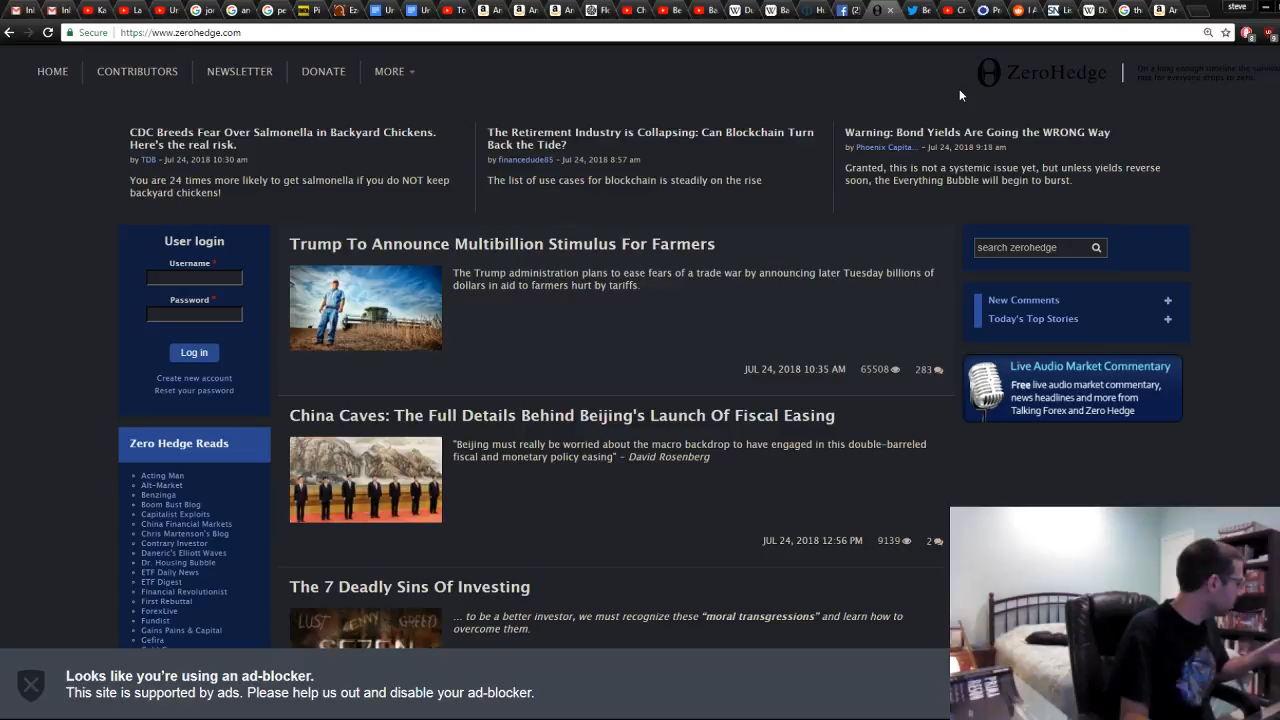 steve
Secure
https://www.zerohedge.com
HOME
CONTRIBUTORS
NEWSLETTER
DONATE
MORE
ZeroHedge
On a long enough timeline the survival
rate for everyone drops to zero.
CDC Breeds Fear Over Salmonella in Backyard Chickens.
Here's the real risk.
by TDB - Jul 24, 2018 10:30 am
You are 24 times more likely to get salmonella if you do NOT keep
backyard chickens!
The Retirement Industry is Collapsing: Can Blockchain Turn
Back the Tide?
by financedude85 - Jul 24, 2018 8:57 am
The list of use cases for blockchain is steadily on the rise
Warning: Bond Yields Are Going the WRONG Way
by Phoenix Capita... - Jul 24, 2018 9:18 am
Granted, this is not a systemic issue yet, but unless yields reverse
soon, the Everything Bubble will begin to burst.
User login
Username *
Password *
Log in
Create new account
Reset your password
Zero Hedge Reads
Acting Man
Alt-Market
Benzinga
Boom Bust Blog
Capitalist Exploits
China Financial Markets
Chris Martenson's Blog
Contrary Investor
Daneric's Elliott Waves
Dr. Housing Bubble
ETF Daily News
ETF Digest
Financial Revolutionist
First Rebuttal
ForexLive
Fundist
Gains Pains & Capital
Gefira
Trump To Announce Multibillion Stimulus For Farmers
The Trump administration plans to ease fears of a trade war by announcing later Tuesday billions of
dollars in aid to farmers hurt by tariffs.
JUL 24, 2018 10:35 AM
65508
283
China Caves: The Full Details Behind Beijing's Launch Of Fiscal Easing
"Beijing must really be worried about the macro backdrop to have engaged in this double-barreled
fiscal and monetary policy easing" - David Rosenberg
JUL 24, 2018 12:56 PM
9139
2
The 7 Deadly Sins Of Investing
LUST
GREED
... to be a better investor, we must recognize these "moral transgressions" and learn how to
overcome them.
search zerohedge
New Comments
Today's Top Stories
Live Audio Market Commentary
Free live audio market commentary,
news headlines and more from
Talking Forex and Zero Hedge
Looks like you're using an ad-blocker.
This site is supported by ads. Please help us out and disable your ad-blocker.